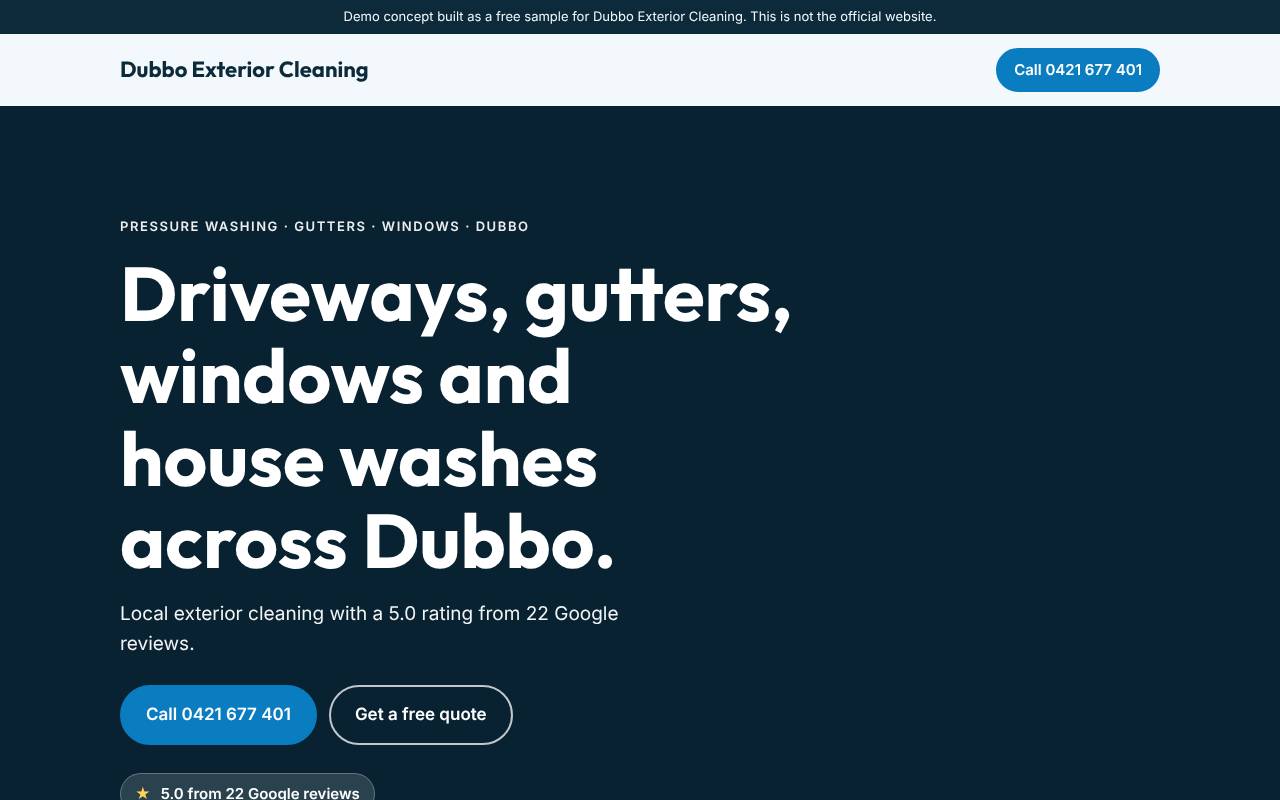 Demo concept built as a free sample for Dubbo Exterior Cleaning. This is not the official website.
Dubbo Exterior Cleaning
Call 0421 677 401
PRESSURE WASHING · GUTTERS · WINDOWS · DUBBO
Driveways, gutters,
windows and
house washes
across Dubbo.
Local exterior cleaning with a 5.0 rating from 22 Google
reviews.
Call 0421 677 401
Get a free quote
★ 5.0 from 22 Google reviews